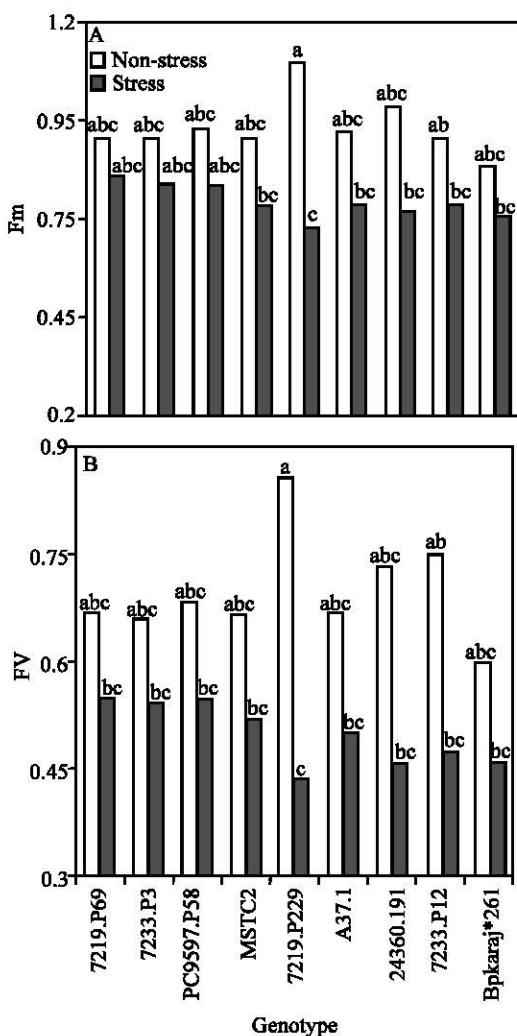 1.2
A
Non-stress
Stress
a
abc
abc
abc
abc
abc
abc
ab
abc
abc
abc
abc
bc
c
bc
bc
bc
bc
0.95
0.75
0.45
0.2
Fm
0.9
B
a
abc
abc
abc
abc
abc
abc
ab
abc
bc
bc
bc
bc
c
bc
bc
bc
bc
0.75
0.6
0.45
0.3
FV
7219.P69
7233.P3
PC9597.P58
MSTC2
7219.P229
A37.1
24360.191
7233.P12
Bpkaraj*261
Genotype